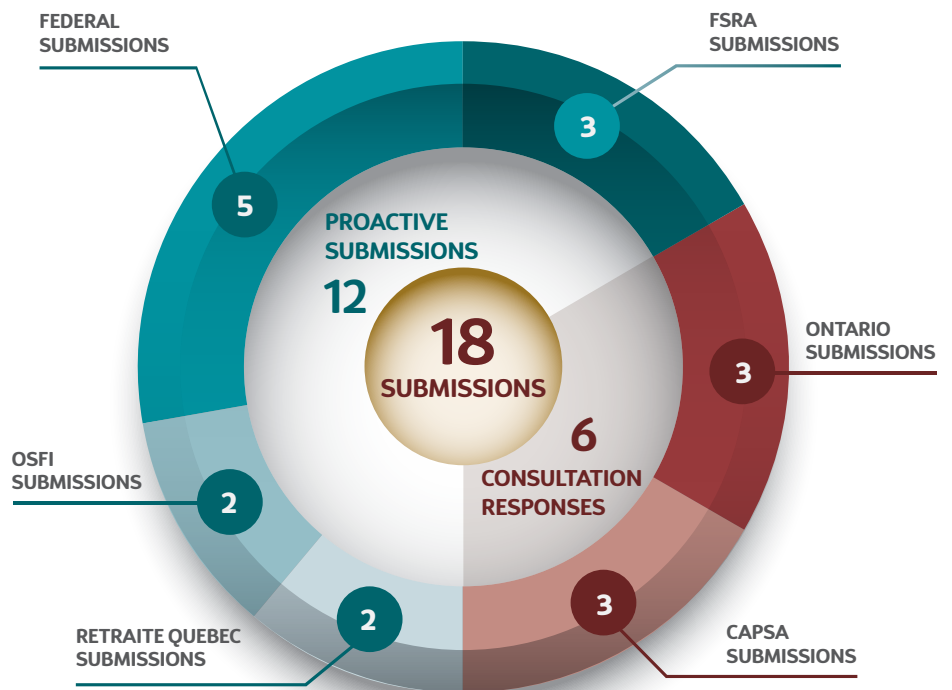 FEDERAL
SUBMISSIONS
5
FSRA
SUBMISSIONS
3
PROACTIVE
SUBMISSIONS
12
18
SUBMISSIONS
ONTARIO
SUBMISSIONS
3
6
CONSULTATION
RESPONSES
OSFI
SUBMISSIONS
2
RETRAITE QUEBEC
SUBMISSIONS
2
CAPSA
SUBMISSIONS
3